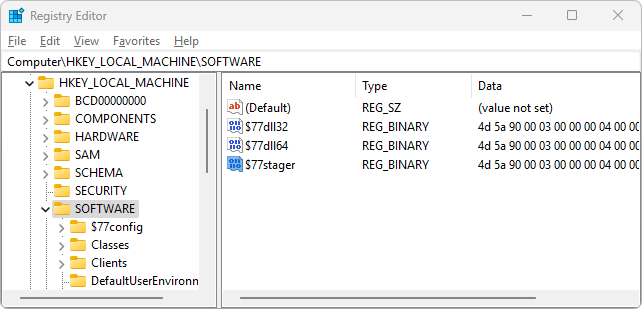 Registry Editor
File Edit View Favorites Help
Computer\HKEY_LOCAL_MACHINE\SOFTWARE
HKEY_LOCAL_MACHINE
BCD00000000
COMPONENTS
HARDWARE
SAM
SCHEMA
SECURITY
SOFTWARE
$77config
Classes
Clients
DefaultUserEnvironn
Name Type Data
(Default) REG_SZ (value not set)
$77dll32 REG_BINARY 4d 5a 90 00 03 00 00 00 04 00 00
$77dll64 REG_BINARY 4d 5a 90 00 03 00 00 00 04 00 00
$77stager REG_BINARY 4d 5a 90 00 03 00 00 00 04 00 00